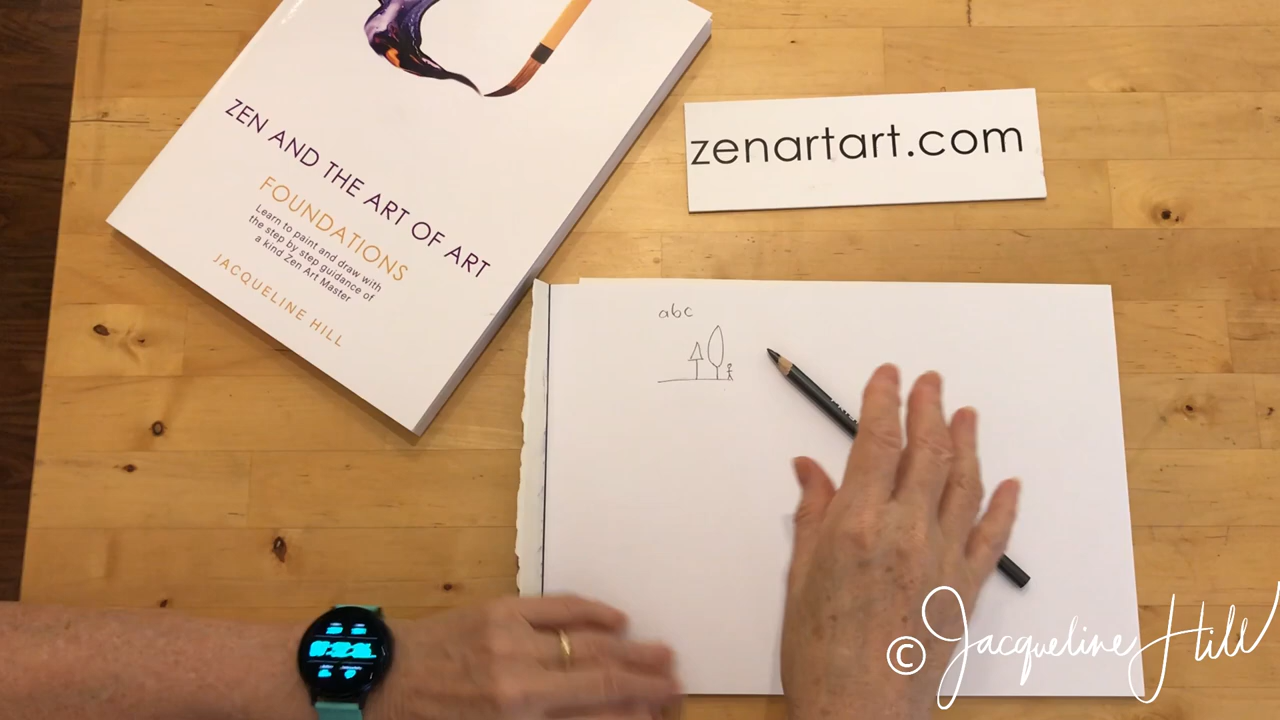 ZEN AND THE ART OF ART
FOUNDATIONS
Learn to paint and draw with
the step by step guidance of
a kind Zen Art Master
JACQUELINE HILL
zenartart.com
abc
© Jacqueline Hill